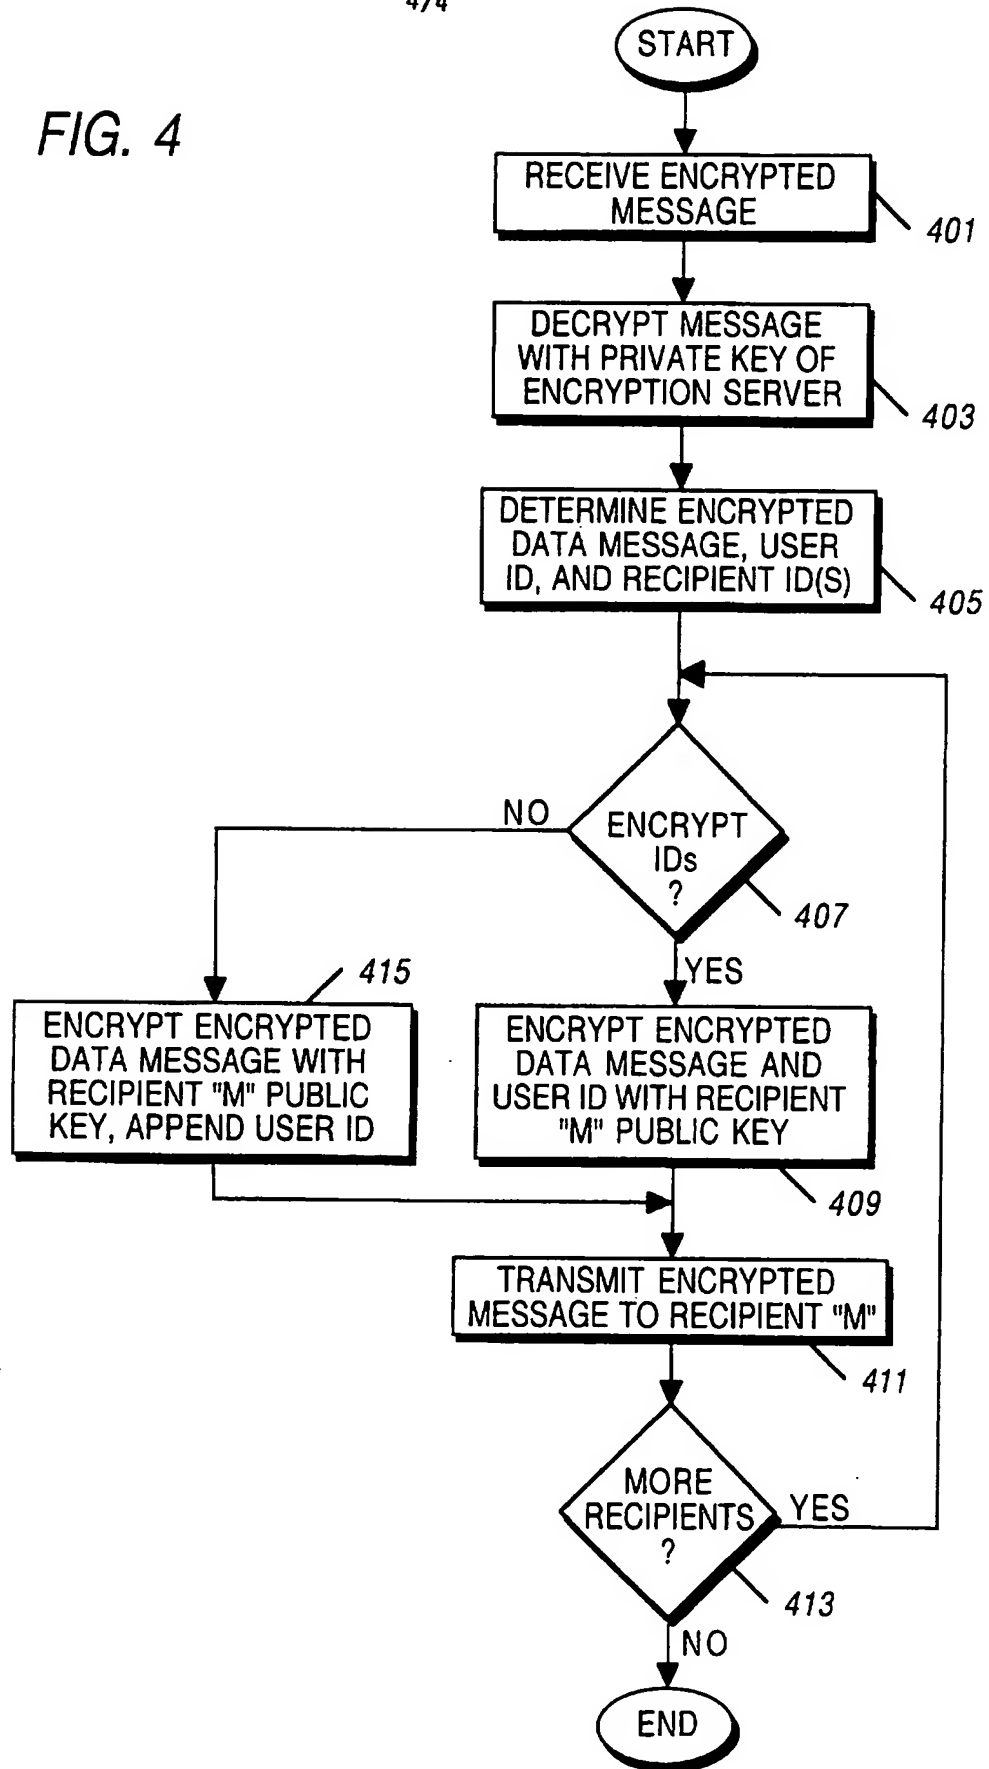 4/4
START
FIG. 4
RECEIVE ENCRYPTED
MESSAGE
401
DECRYPT MESSAGE
WITH PRIVATE KEY OF
ENCRYPTION SERVER
403
DETERMINE ENCRYPTED
DATA MESSAGE, USER
ID, AND RECIPIENT ID(S)
405
NO
ENCRYPT
IDs
?
407
YES
415
ENCRYPT ENCRYPTED
DATA MESSAGE WITH
RECIPIENT "M" PUBLIC
KEY, APPEND USER ID
ENCRYPT ENCRYPTED
DATA MESSAGE AND
USER ID WITH RECIPIENT
"M" PUBLIC KEY
409
TRANSMIT ENCRYPTED
MESSAGE TO RECIPIENT "M"
411
MORE
RECIPIENTS
?
YES
413
NO
END